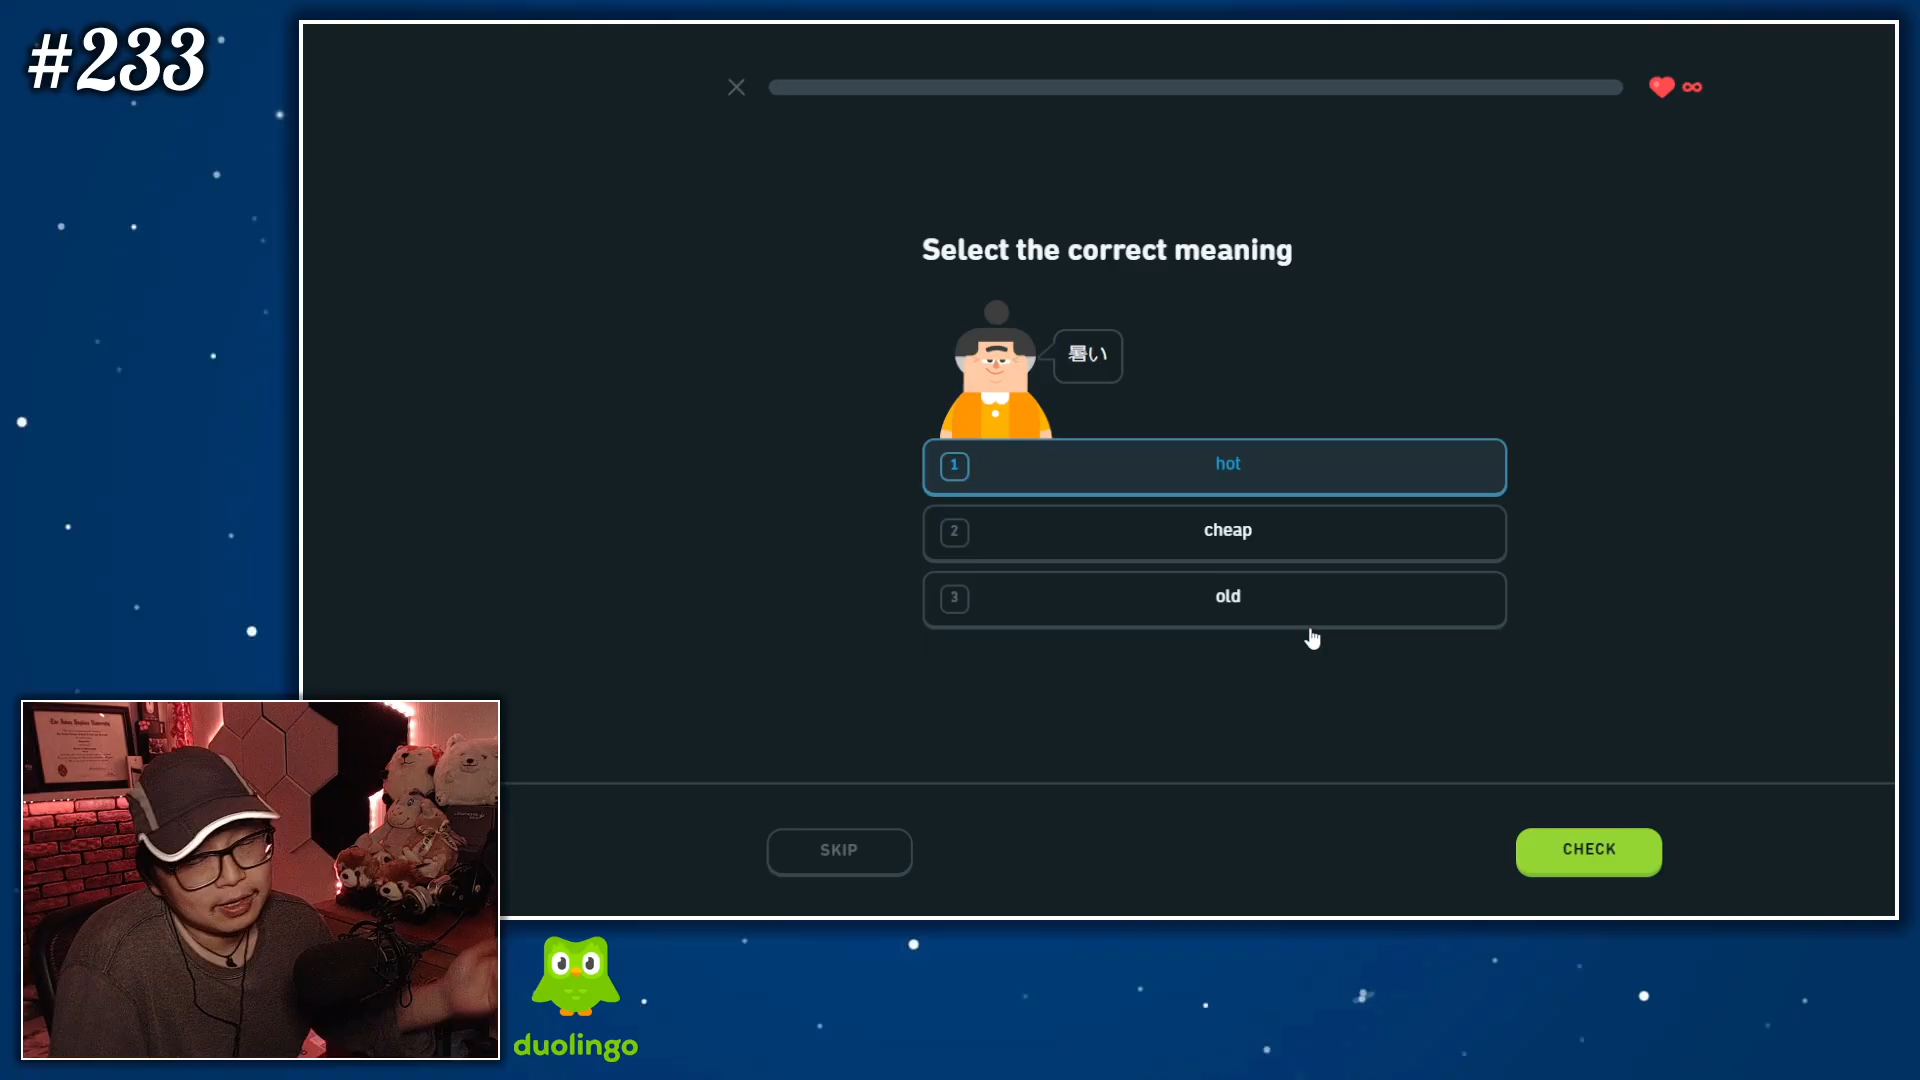 #233
∞
Select the correct meaning
暑い
1
hot
2
cheap
3
old
SKIP
CHECK
duolingo